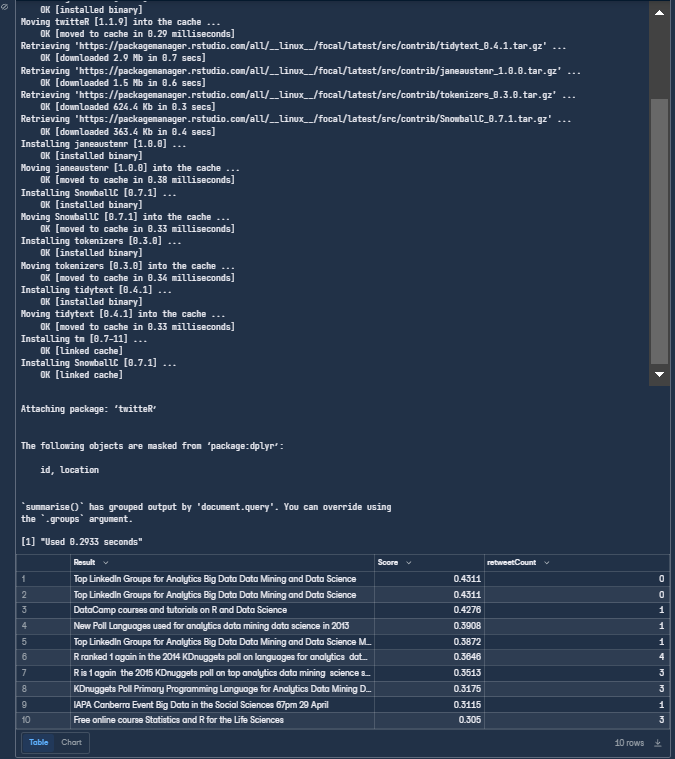 OK [installed binary]
Moving twitteR [1.1.9] into the cache ...
OK [moved to cache in 0.29 milliseconds]
Retrieving 'https://packagemanager.rstudio.com/all/__linux__/focal/latest/src/contrib/tidytext_0.4.1.tar.gz' ...
OK [downloaded 2.9 Mb in 0.7 secs]
Retrieving 'https://packagemanager.rstudio.com/all/__linux__/focal/latest/src/contrib/janeaustenr_1.0.0.tar.gz' ...
OK [downloaded 1.5 Mb in 0.6 secs]
Retrieving 'https://packagemanager.rstudio.com/all/__linux__/focal/latest/src/contrib/tokenizers_0.3.0.tar.gz' ...
OK [downloaded 624.4 Kb in 0.3 secs]
Retrieving 'https://packagemanager.rstudio.com/all/__linux__/focal/latest/src/contrib/SnowballC_0.7.1.tar.gz' ...
OK [downloaded 363.4 Kb in 0.4 secs]
Installing janeaustenr [1.0.0] ...
OK [installed binary]
Moving janeaustenr [1.0.0] into the cache ...
OK [moved to cache in 0.38 milliseconds]
Installing SnowballC [0.7.1] ...
OK [installed binary]
Moving SnowballC [0.7.1] into the cache ...
OK [moved to cache in 0.33 milliseconds]
Installing tokenizers [0.3.0] ...
OK [installed binary]
Moving tokenizers [0.3.0] into the cache ...
OK [moved to cache in 0.34 milliseconds]
Installing tidytext [0.4.1] ...
OK [installed binary]
Moving tidytext [0.4.1] into the cache ...
OK [moved to cache in 0.33 milliseconds]
Installing tm [0.7-11] ...
OK [linked cache]
Installing SnowballC [0.7.1] ...
OK [linked cache]
Attaching package: ‘twitteR’
The following objects are masked from ‘package:dplyr’:
id, location
`summarise()` has grouped output by 'document.query'. You can override using
the `.groups` argument.
[1] "Used 0.2933 seconds"
Result Score retweetCount
1 Top LinkedIn Groups for Analytics Big Data Data Mining and Data Science 0.4311 0
2 Top LinkedIn Groups for Analytics Big Data Data Mining and Data Science 0.4311 0
3 DataCamp courses and tutorials on R and Data Science 0.4276 1
4 New Poll Languages used for analytics data mining data science in 2013 0.3908 1
5 Top LinkedIn Groups for Analytics Big Data Data Mining and Data Science M... 0.3872 1
6 R ranked 1 again in the 2014 KDnuggets poll on languages for analytics dat... 0.3646 4
7 R is 1 again the 2015 KDnuggets poll on top analytics data mining science s... 0.3513 3
8 KDnuggets Poll Primary Programming Language for Analytics Data Mining D... 0.3175 3
9 IAPA Canberra Event Big Data in the Social Sciences 67pm 29 April 0.3115 1
10 Free online course Statistics and R for the Life Sciences 0.305 3
Table Chart 10 rows